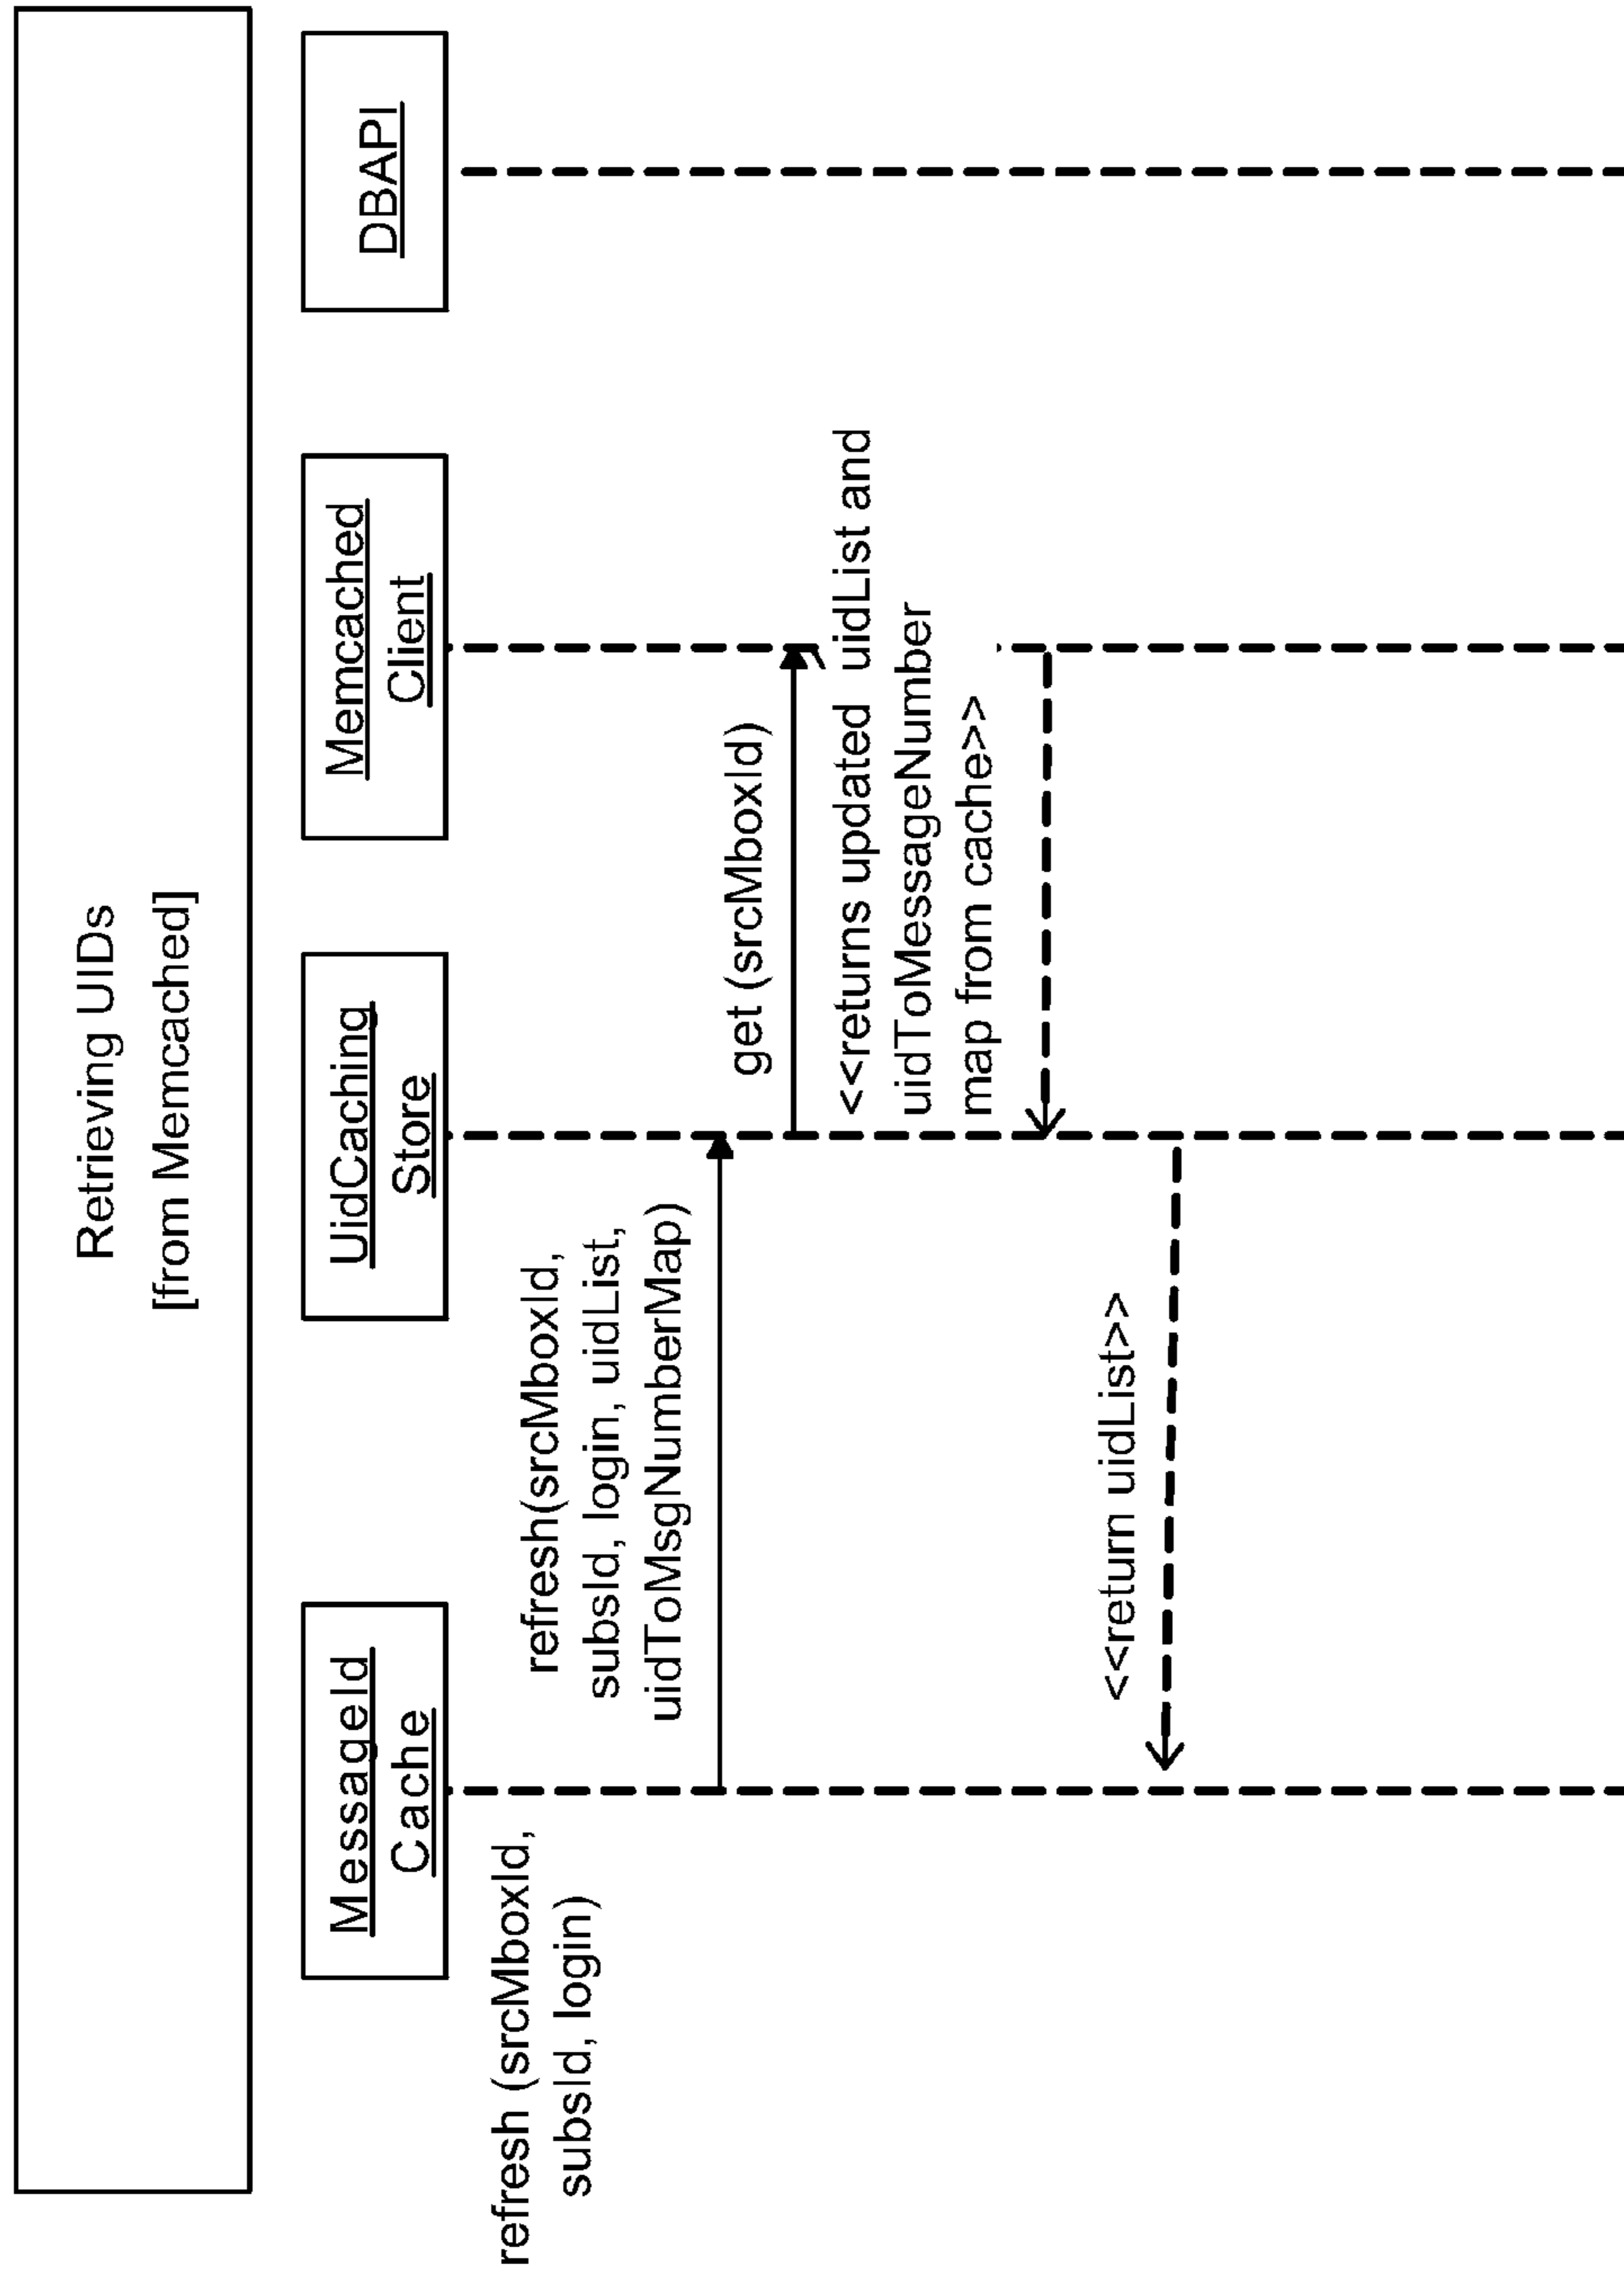 Retrieving UIDs
[from Memcached]
MessageId
Cache
UidCaching
Store
Memcached
Client
DBAPI
refresh (srcMboxId,
subsId, login)
refresh(srcMboxId,
subsId, login, uidList,
uidToMsgNumberMap)
get (srcMboxId)
<<returns updated  uidList and
uidToMessageNumber
map from cache>>
<<return uidList>>